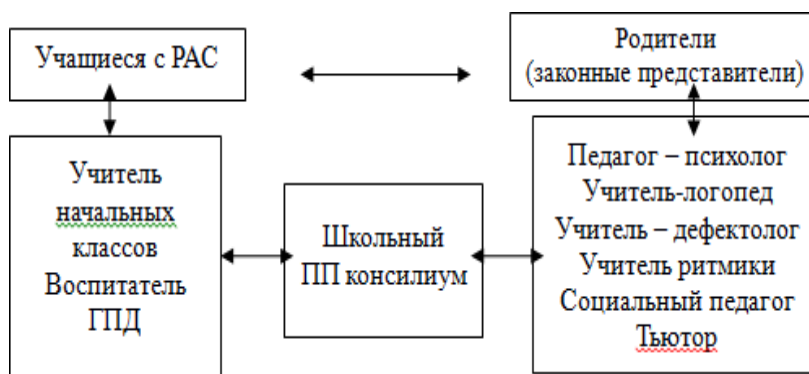 Учащиеся с РАС
Родители
(законные представители)
Учитель
начальных
классов
Воспитатель
ГПД
Школьный
ПП консилиум
Педагог – психолог
Учитель-логопед
Учитель – дефектолог
Учитель ритмики
Социальный педагог
Тьютор